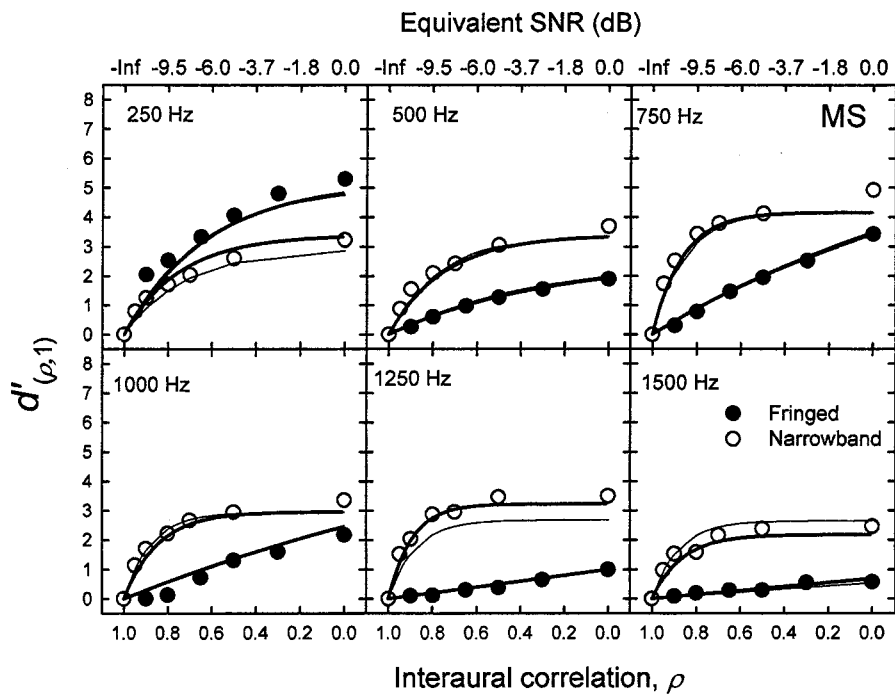 Equivalent SNR (dB)
-Inf -9.5 -6.0 -3.7 -1.8 0.0 -Inf -9.5 -6.0 -3.7 -1.8 0.0 -Inf -9.5 -6.0 -3.7 -1.8 0.0
250 Hz 500 Hz 750 Hz MS
8
7
6
5
4
3
2
1
0
d'(ρ,1)
1000 Hz 1250 Hz 1500 Hz
8
7
6
5
4
3
2
1
0
Fringed
Narrowband
1.0 0.8 0.6 0.4 0.2 0.0 1.0 0.8 0.6 0.4 0.2 0.0 1.0 0.8 0.6 0.4 0.2 0.0
Interaural correlation, ρ